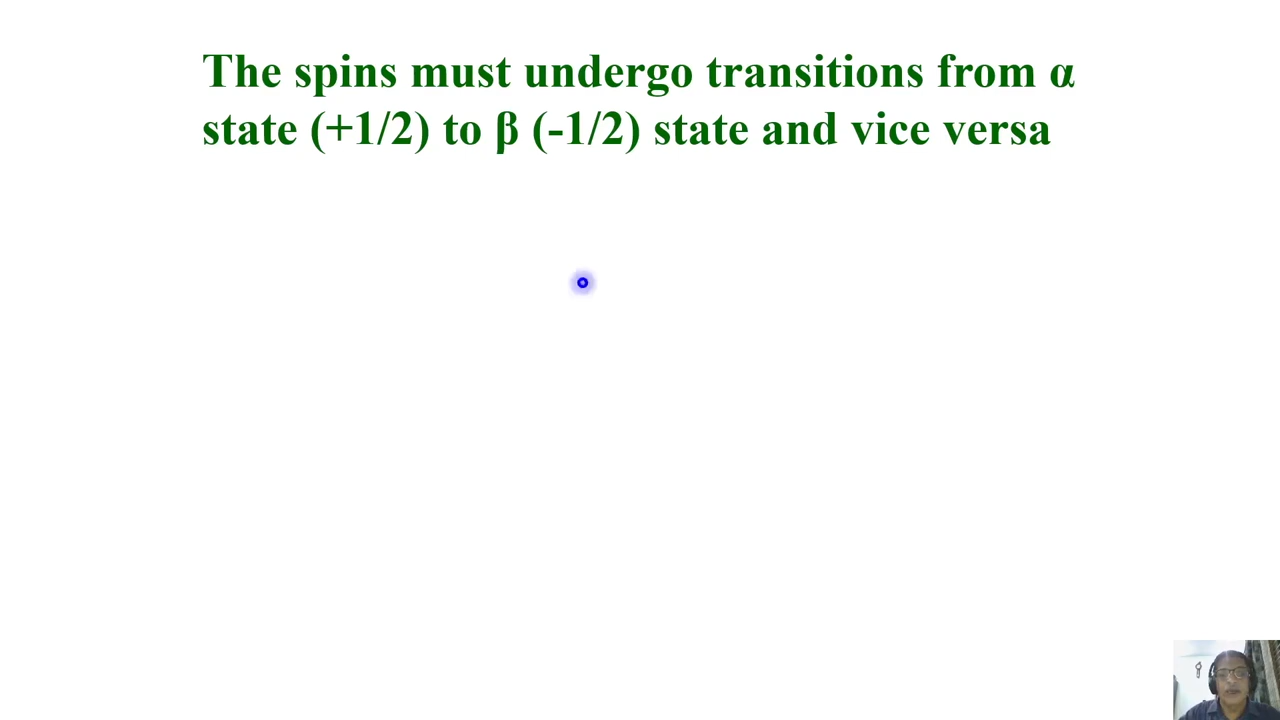 The spins must undergo transitions from α
state (+1/2) to β (-1/2) state and vice versa